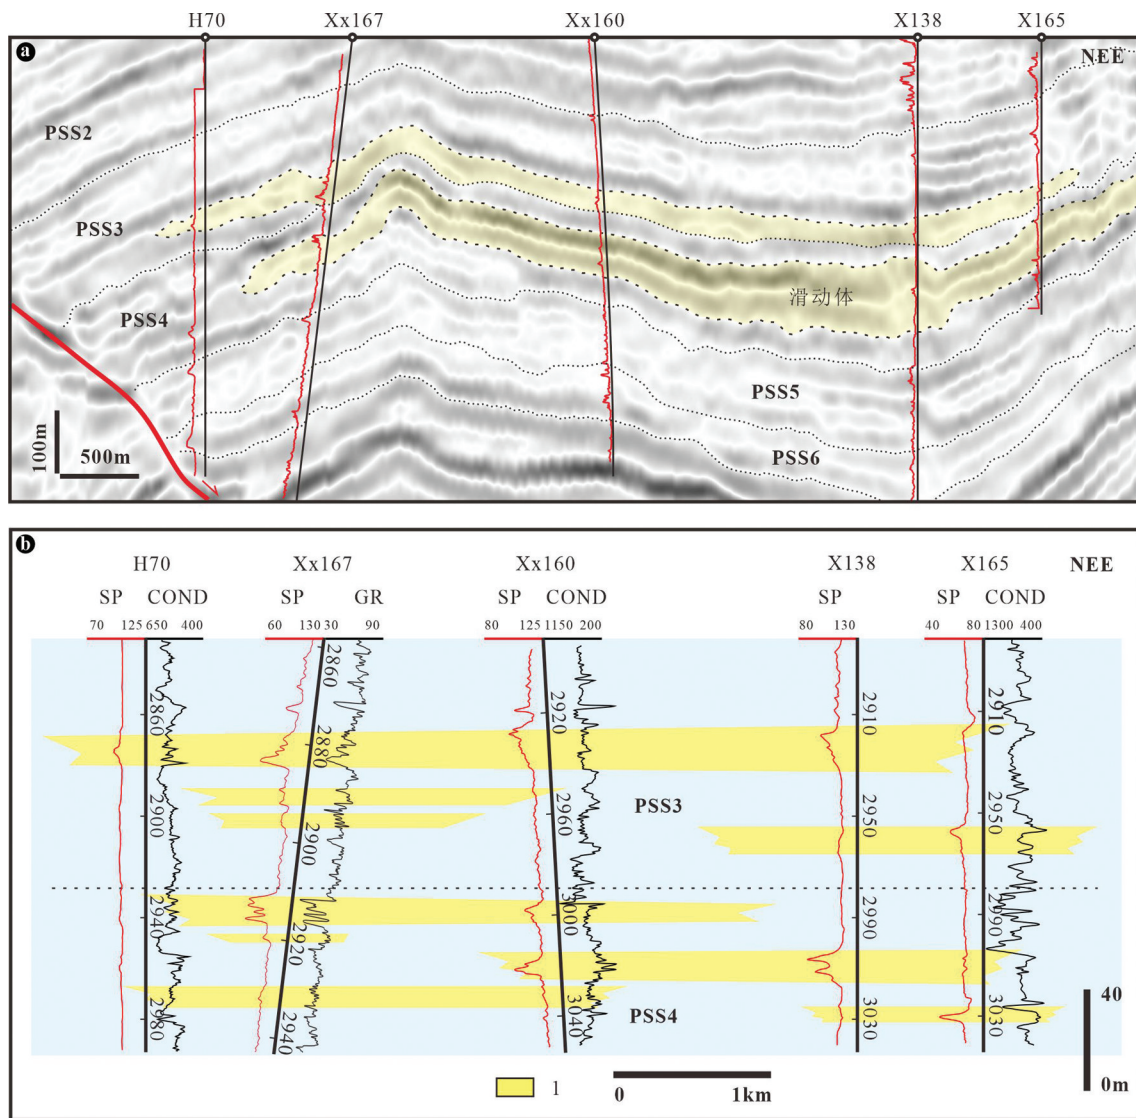 H70 Xx167 Xx160 X138 X165
a NEE
PSS2
PSS3
PSS4
滑动体
PSS5
PSS6
100m
500m
b
H70 Xx167 Xx160 X138 X165 NEE
SP COND SP GR SP COND SP SP COND
70 125 650 400 60 130 30 90 80 125 1150 200 80 130 40 80 1300 400
2860 2900 2940 2980
2860 2880 2900 2920 2940
2920 2960 3000 3040
2910 2950 2990 3030
2910 2950 2990 3030
PSS3
PSS4
40
0m
1
0 1km